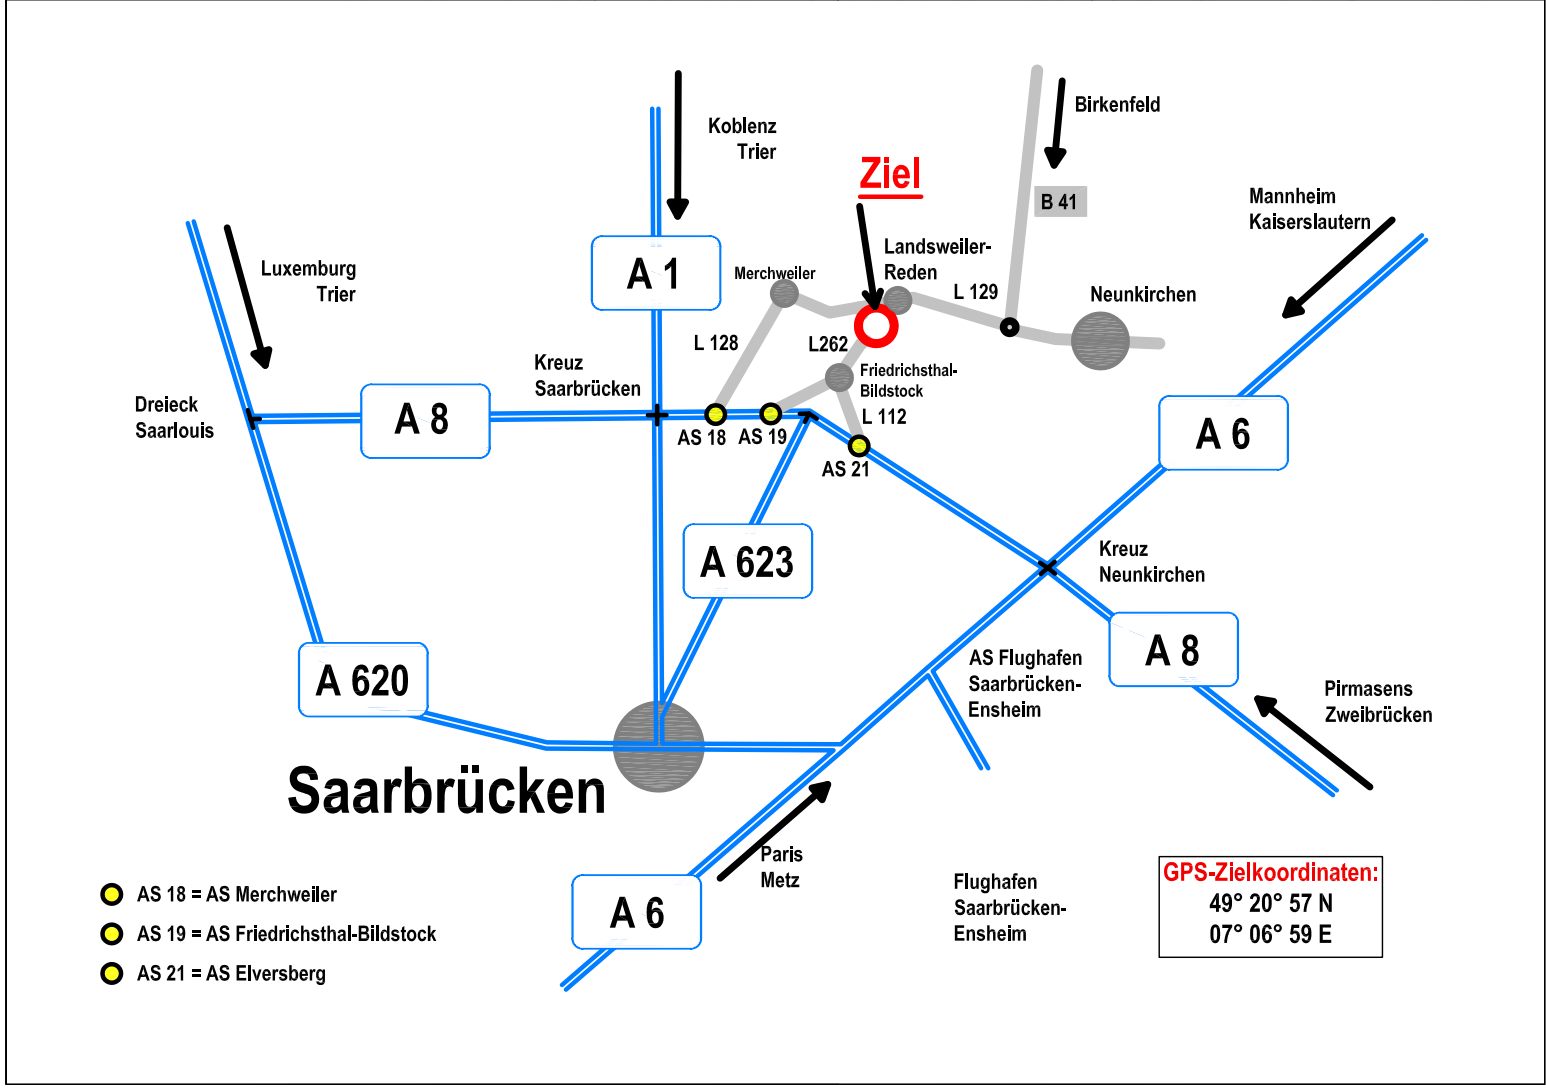 Koblenz
Trier
Birkenfeld
Ziel
B 41
Mannheim
Kaiserslautern
Luxemburg
Trier
A 1
Merchweiler
Landsweiler-
Reden
L 129
Neunkirchen
L 128
L262
Kreuz
Saarbrücken
Friedrichsthal-
Bildstock
Dreieck
Saarlouis
A 8
AS 18
AS 19
L 112
A 6
AS 21
A 623
Kreuz
Neunkirchen
A 620
AS Flughafen
Saarbrücken-
Ensheim
A 8
Pirmasens
Zweibrücken
Saarbrücken
Paris
Metz
A 6
Flughafen
Saarbrücken-
Ensheim
GPS-Zielkoordinaten:
49° 20° 57 N
07° 06° 59 E
AS 18 = AS Merchweiler
AS 19 = AS Friedrichsthal-Bildstock
AS 21 = AS Elversberg